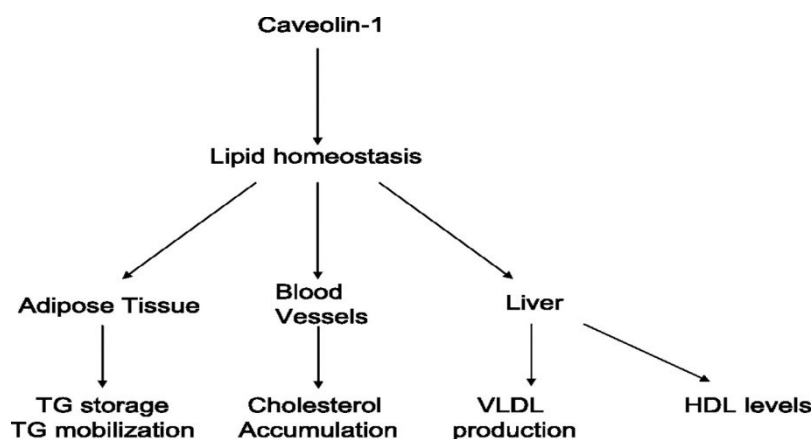 Caveolin-1
Lipid homeostasis
Adipose Tissue
Blood
Vessels
Liver
TG storage
TG mobilization
Cholesterol
Accumulation
VLDL
production
HDL levels